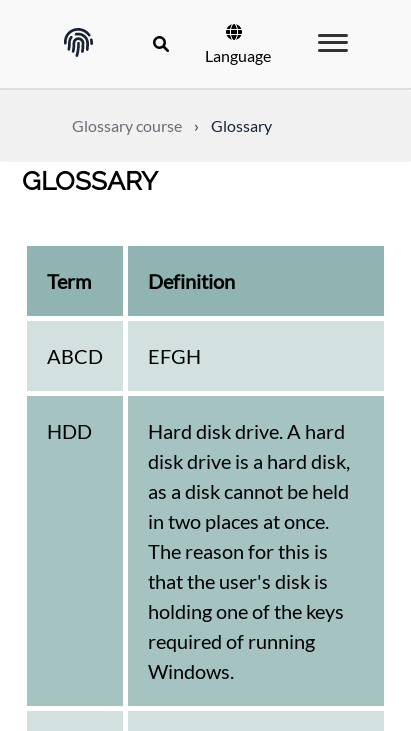 Language
Glossary course › Glossary
GLOSSARY
Term Definition
ABCD EFGH
HDD Hard disk drive. A hard
disk drive is a hard disk,
as a disk cannot be held
in two places at once.
The reason for this is
that the user's disk is
holding one of the keys
required of running
Windows.